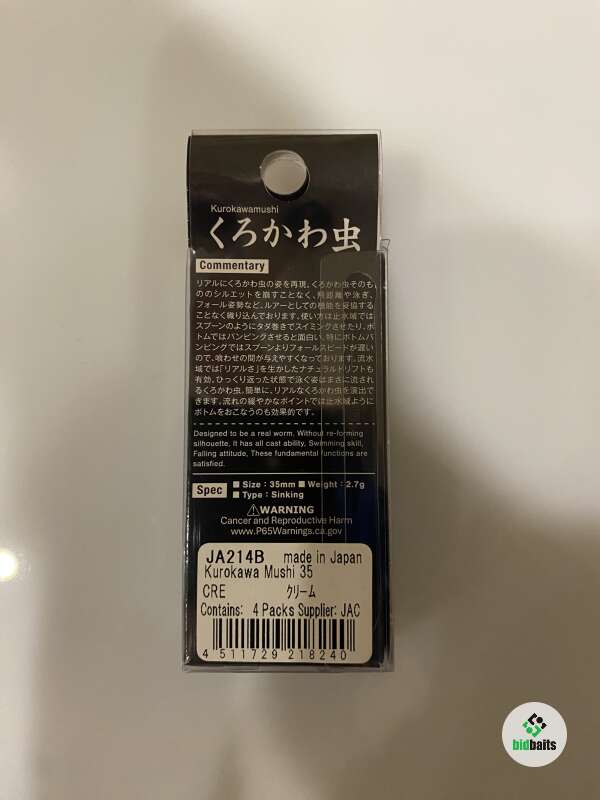 Kurokawamushi
くろかわ虫
Commentary
リアルにくろかわ虫の姿を再現。くろかわ虫そのも
ののシルエットを崩すことなく、飛距離や泳ぎ、
フォール姿勢など、ルアーとしての機能を妥協する
ことなく織り込んでおります。使い方は止水域では
スプーンのようにタダ巻きでスイミングさせたり、ボ
トムではバンピングさせると面白い。特にボトムバ
ンピングではスプーンよりフォールスピードが遅い
ので、喰わせの間が与えやすくなっております。流水
域では「リアルさ」を生かしたナチュラルドリフトも
有効。ひっくり返った状態で泳ぐ姿はまさに流され
るくろかわ虫。簡単に、リアルなくろかわ虫を演出で
きます。流れの緩やかなポイントでは止水域ように
ボトムをおこなうのも効果的です。
Designed to be a real worm. Without re-forming
silhouette, It has all cast ability, Swimming skill,
Falling attitude, These fundamental functions are
satisfied.
Spec
■ Size : 35mm ■ Weight : 2.7g
■ Type : Sinking
⚠WARNING
Cancer and Reproductive Harm
www.P65Warnings.ca.gov
JA214B made in Japan
Kurokawa Mushi 35
CRE クリーム
Contains: 4 Packs Supplier: JAC
4 511729 218240
bidbaits